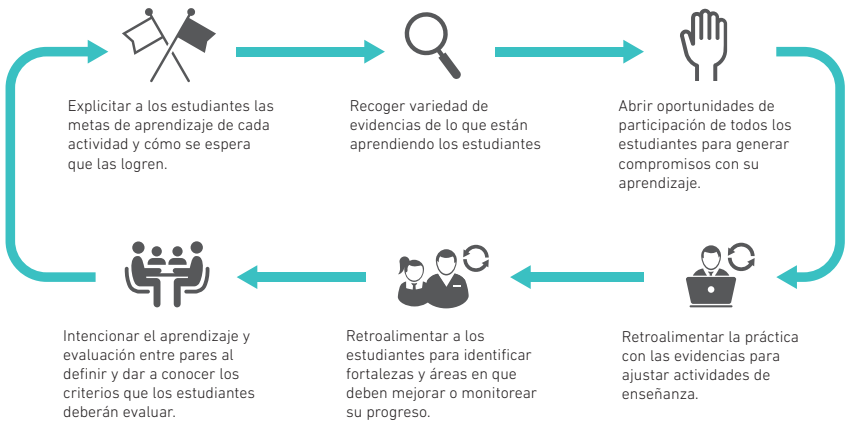 Explicitar a los estudiantes las
metas de aprendizaje de cada
actividad y cómo se espera
que las logren.
Recoger variedad de
evidencias de lo que están
aprendiendo los estudiantes
Abrir oportunidades de
participación de todos los
estudiantes para generar
compromisos con su
aprendizaje.
Intencionar el aprendizaje y
evaluación entre pares al
definir y dar a conocer los
criterios que los estudiantes
deberán evaluar.
Retroalimentar a los
estudiantes para identificar
fortalezas y áreas en que
deben mejorar o monitorear
su progreso.
Retroalimentar la práctica
con las evidencias para
ajustar actividades de
enseñanza.